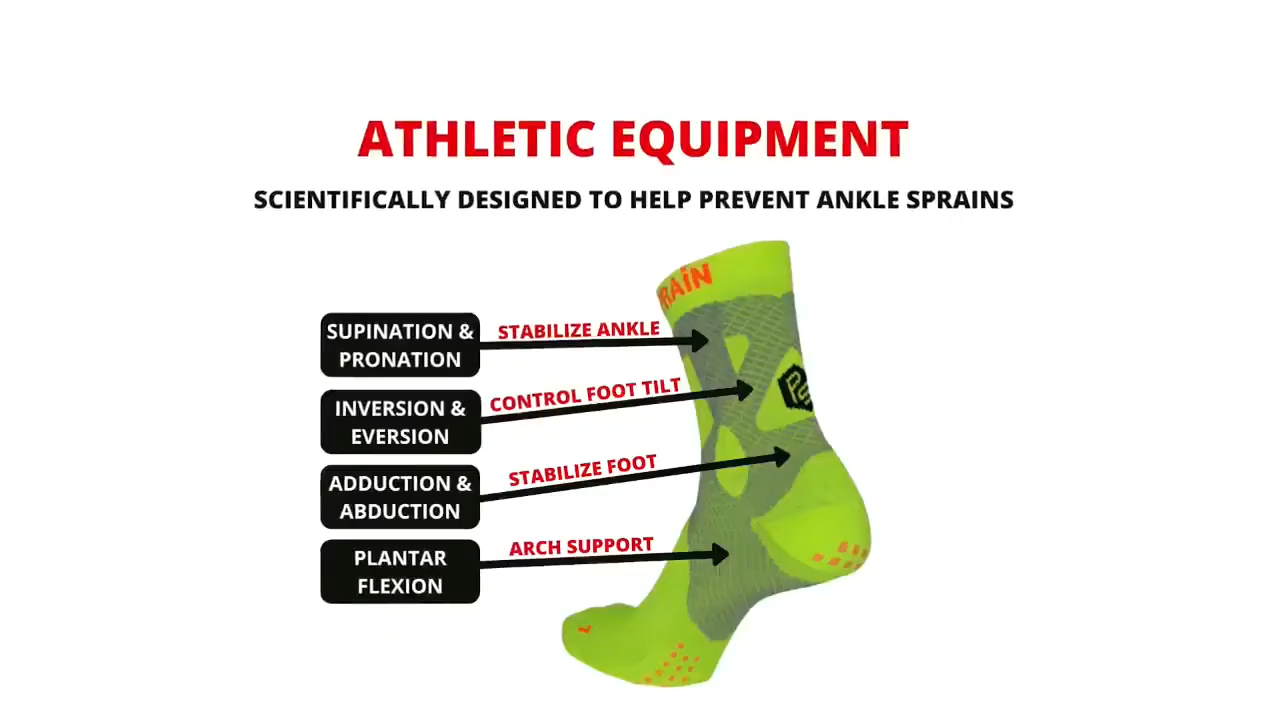 ATHLETIC EQUIPMENT
SCIENTIFICALLY DESIGNED TO HELP PREVENT ANKLE SPRAINS
RAiN
SUPINATION &
PRONATION
STABILIZE ANKLE
INVERSION &
EVERSION
CONTROL FOOT TILT
ADDUCTION &
ABDUCTION
STABILIZE FOOT
PLANTAR
FLEXION
ARCH SUPPORT
L